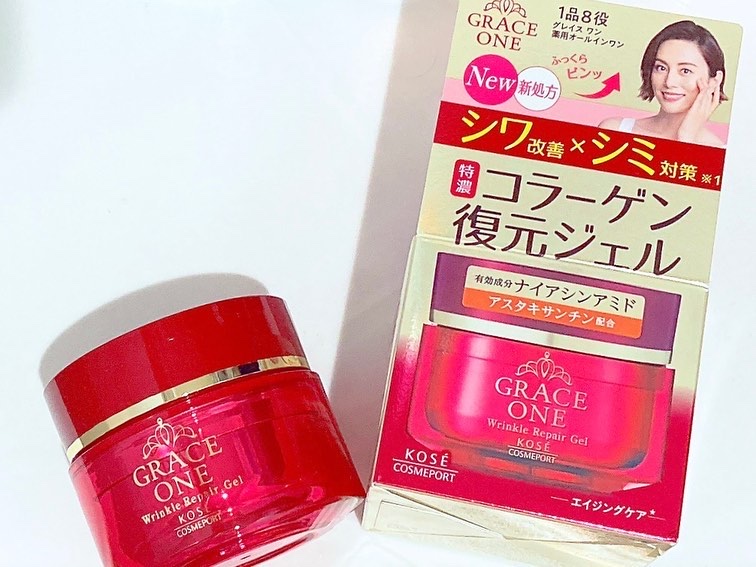 GRACE
ONE
1品8役
グレイス ワン
薬用オールインワン
ふっくら
ピンッ
New
新処方
シワ改善×シミ対策※1
特濃
コラーゲン
復元ジェル
有効成分ナイアシンアミド
アスタキサンチン配合
GRACE
ONE
Wrinkle Repair Gel
KOSÉ
COSMEPORT
KOSÉ
COSMEPORT
エイジングケア*
GRACE
ONE
Wrinkle Repair Gel
KOSÉ
COSMEPORT